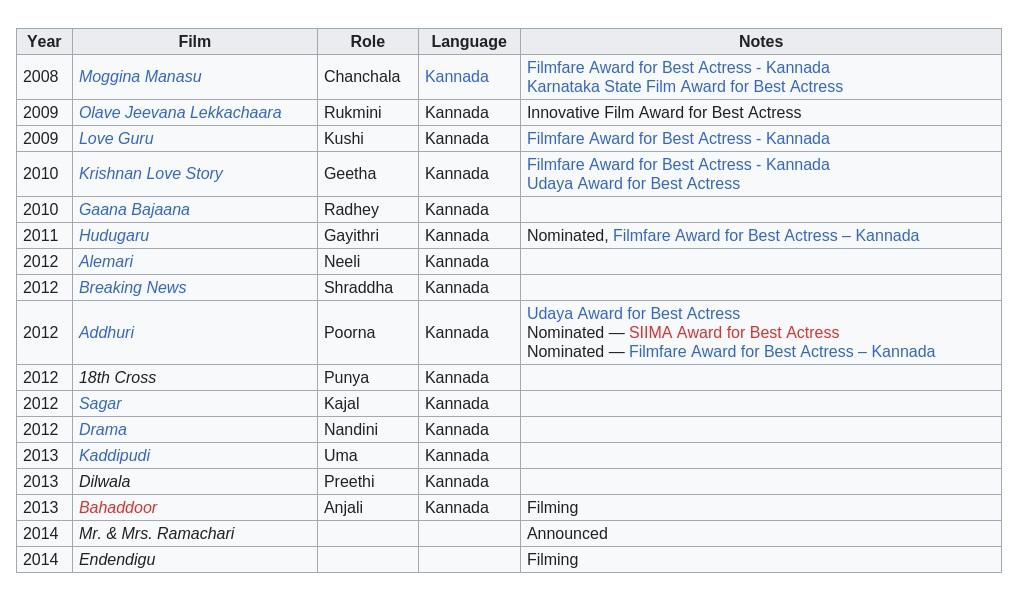 Year Film Role Language Notes
2008 Moggina Manasu Chanchala Kannada Filmfare Award for Best Actress - Kannada
Karnataka State Film Award for Best Actress
2009 Olave Jeevana Lekkachaara Rukmini Kannada Innovative Film Award for Best Actress
2009 Love Guru Kushi Kannada Filmfare Award for Best Actress - Kannada
2010 Krishnan Love Story Geetha Kannada Filmfare Award for Best Actress - Kannada
Udaya Award for Best Actress
2010 Gaana Bajaana Radhey Kannada
2011 Hudugaru Gayithri Kannada Nominated, Filmfare Award for Best Actress – Kannada
2012 Alemari Neeli Kannada
2012 Breaking News Shraddha Kannada
2012 Addhuri Poorna Kannada Udaya Award for Best Actress
Nominated — SIIMA Award for Best Actress
Nominated — Filmfare Award for Best Actress – Kannada
2012 18th Cross Punya Kannada
2012 Sagar Kajal Kannada
2012 Drama Nandini Kannada
2013 Kaddipudi Uma Kannada
2013 Dilwala Preethi Kannada
2013 Bahaddoor Anjali Kannada Filming
2014 Mr. & Mrs. Ramachari Announced
2014 Endendigu Filming